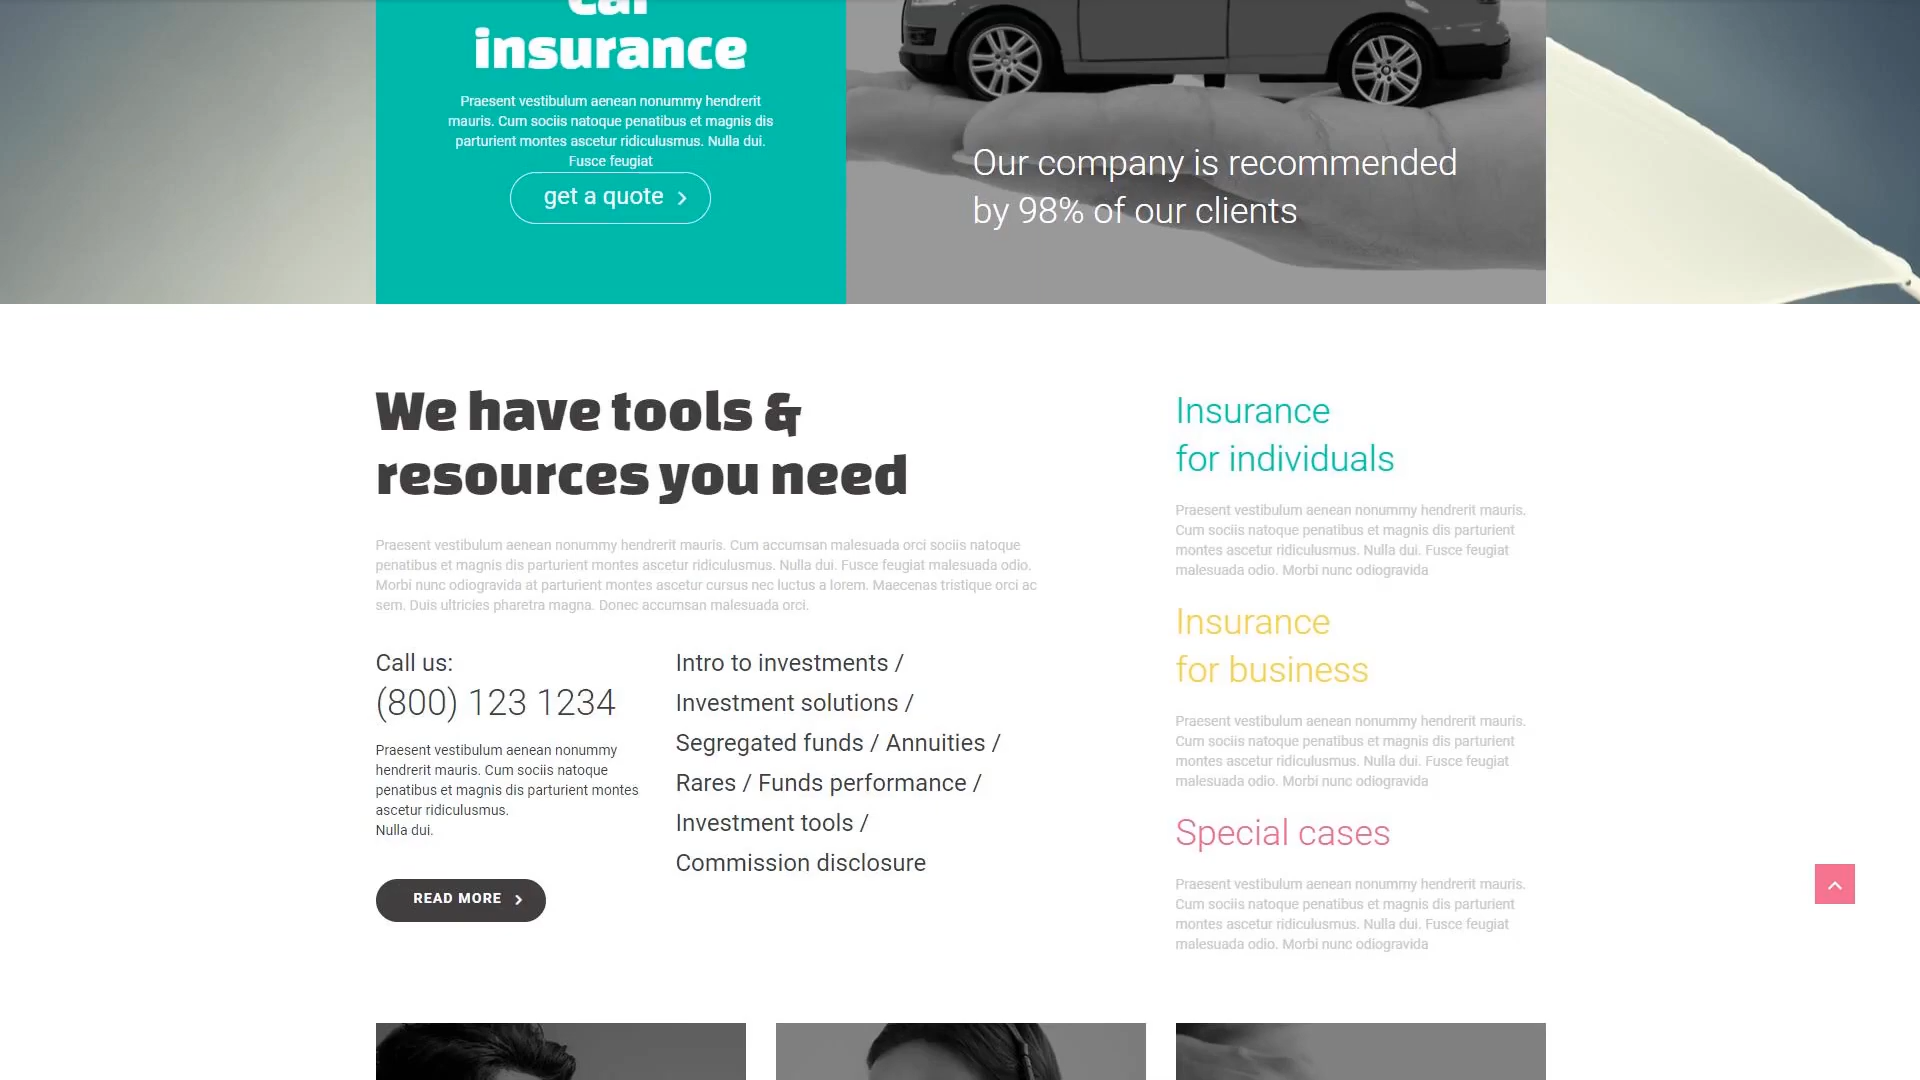 car
insurance
Praesent vestibulum aenean nonummy hendrerit
mauris. Cum sociis natoque penatibus et magnis dis
parturient montes ascetur ridiculusmus. Nulla dui.
Fusce feugiat
get a quote
Our company is recommended
by 98% of our clients
We have tools &
resources you need
Praesent vestibulum aenean nonummy hendrerit mauris. Cum accumsan malesuada orci sociis natoque
penatibus et magnis dis parturient montes ascetur ridiculusmus. Nulla dui. Fusce feugiat malesuada odio.
Morbi nunc odiogravida at parturient montes ascetur cursus nec luctus a lorem. Maecenas tristique orci ac
sem. Duis ultricies pharetra magna. Donec accumsan malesuada orci.
Call us:
(800) 123 1234
Praesent vestibulum aenean nonummy
hendrerit mauris. Cum sociis natoque
penatibus et magnis dis parturient montes
ascetur ridiculusmus.
Nulla dui.
READ MORE
Intro to investments /
Investment solutions /
Segregated funds / Annuities /
Rares / Funds performance /
Investment tools /
Commission disclosure
Insurance
for individuals
Praesent vestibulum aenean nonummy hendrerit mauris.
Cum sociis natoque penatibus et magnis dis parturient
montes ascetur ridiculusmus. Nulla dui. Fusce feugiat
malesuada odio. Morbi nunc odiogravida
Insurance
for business
Praesent vestibulum aenean nonummy hendrerit mauris.
Cum sociis natoque penatibus et magnis dis parturient
montes ascetur ridiculusmus. Nulla dui. Fusce feugiat
malesuada odio. Morbi nunc odiogravida
Special cases
Praesent vestibulum aenean nonummy hendrerit mauris.
Cum sociis natoque penatibus et magnis dis parturient
montes ascetur ridiculusmus. Nulla dui. Fusce feugiat
malesuada odio. Morbi nunc odiogravida